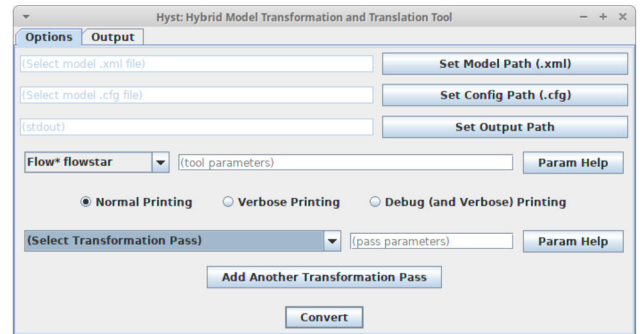 Hyst: Hybrid Model Transformation and Translation Tool
Options Output
(Select model .xml file) Set Model Path (.xml)
(Select model .cfg file) Set Config Path (.cfg)
(stdout) Set Output Path
Flow* flowstar (tool parameters) Param Help
Normal Printing Verbose Printing Debug (and Verbose) Printing
(Select Transformation Pass) (pass parameters) Param Help
Add Another Transformation Pass
Convert